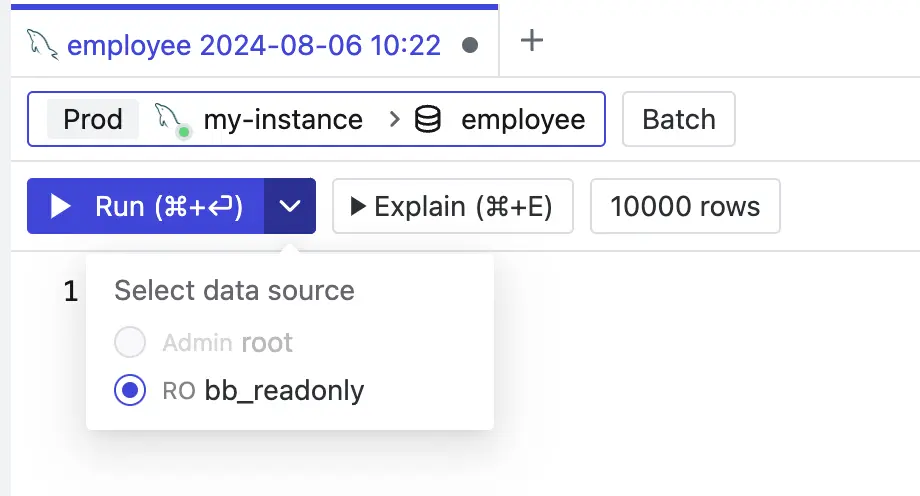 employee 2024-08-06 10:22
Prod my-instance > employee Batch
Run (⌘+⏎) Explain (⌘+E) 10000 rows
1
Select data source
Admin root
RO bb_readonly